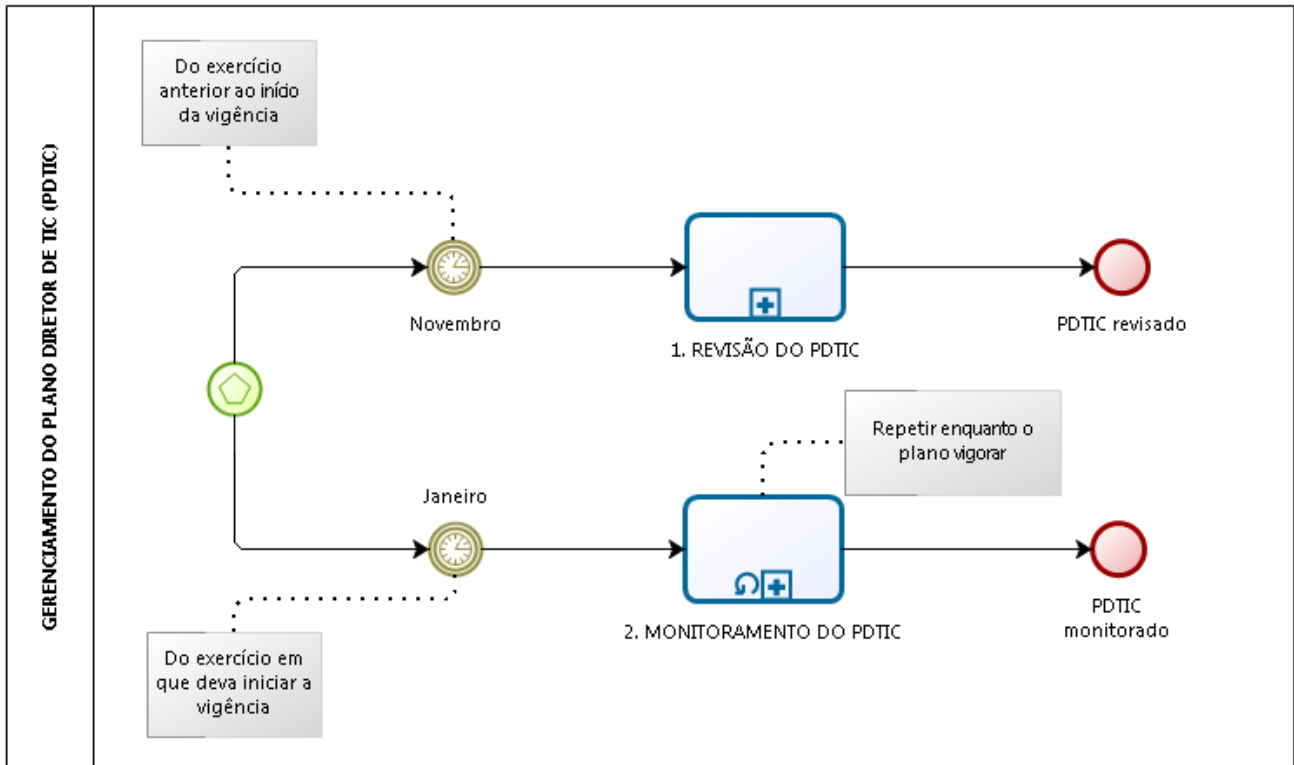 GERENCIAMENTO DO PLANO DIRETOR DE TIC (PDTIC)
Do exercício
anterior ao início
da vigência
Novembro
1. REVISÃO DO PDTIC
PDTIC revisado
Repetir enquanto o
plano vigorar
Janeiro
2. MONITORAMENTO DO PDTIC
PDTIC
monitorado
Do exercício em
que deva iniciar a
vigência